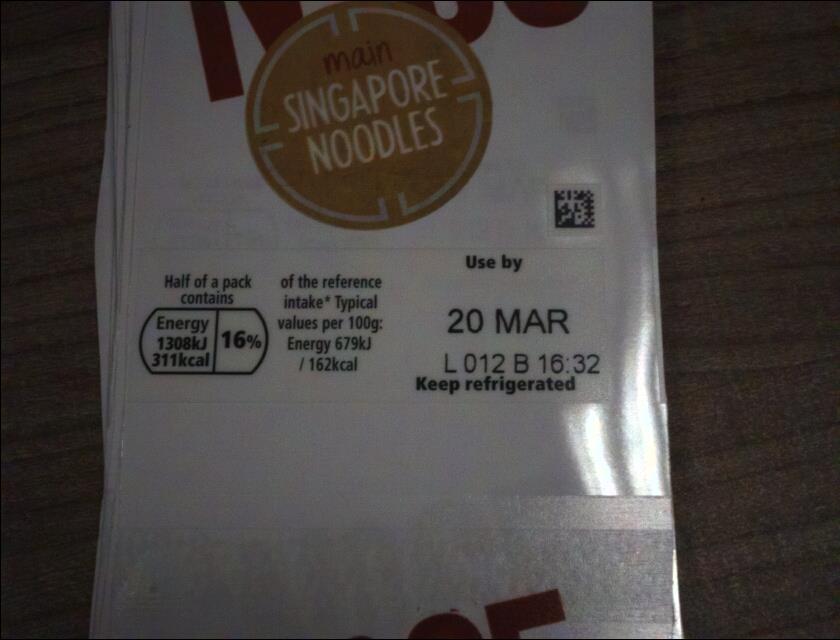 main
SINGAPORE
NOODLES
Use by
Half of a pack
contains
Energy
1308kJ
311kcal
16%
of the reference
intake* Typical
values per 100g:
Energy 679kJ
/ 162kcal
20 MAR
L 012 B 16:32
Keep refrigerated